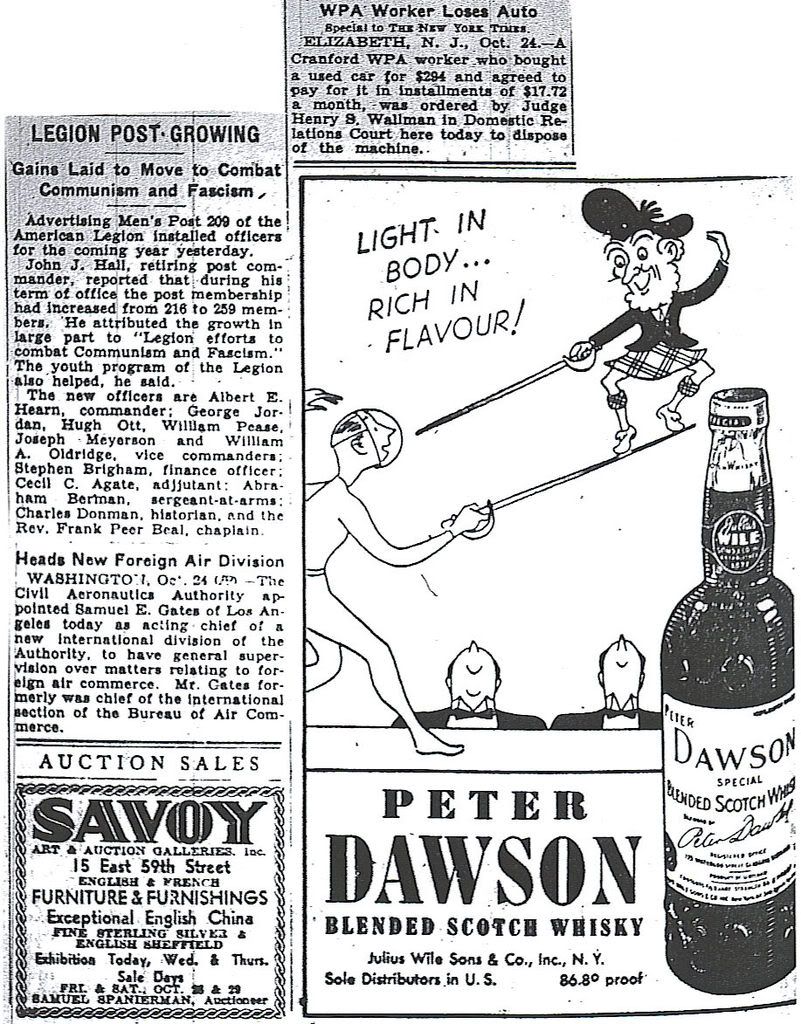 WPA Worker Loses Auto
Special to THE NEW YORK TIMES.
ELIZABETH, N. J., Oct. 24.—A
Cranford WPA worker who bought
a used car for $294 and agreed to
pay for it in installments of $17.72
a month, was ordered by Judge
Henry S. Wallman in Domestic Re-
lations Court here today to dispose
of the machine.
LEGION POST GROWING
Gains Laid to Move to Combat
Communism and Fascism
Advertising Men's Post 209 of the
American Legion installed officers
for the coming year yesterday.
John J. Hall, retiring post com-
mander, reported that during his
term of office the post membership
had increased from 216 to 259 mem-
bers. He attributed the growth in
large part to "Legion efforts to
combat Communism and Fascism."
The youth program of the Legion
also helped, he said.
The new officers are Albert E.
Hearn, commander; George Jor-
dan, Hugh Ott, William Pease,
Joseph Meyerson and William
A. Oldridge, vice commanders;
Stephen Brigham, finance officer;
Cecil C. Agate, adjutant; Abra-
ham Berman, sergeant-at-arms;
Charles Donman, historian, and the
Rev. Frank Peer Beal, chaplain.
Heads New Foreign Air Division
WASHINGTON, Oct. 24 (AP)—The
Civil Aeronautics Authority ap-
pointed Samuel E. Gates of Los An-
geles today as acting chief of a
new international division of the
Authority, to have general super-
vision over matters relating to for-
eign air commerce. Mr. Gates for-
merly was chief of the international
section of the Bureau of Air Com-
merce.
AUCTION SALES
SAVOY
ART & AUCTION GALLERIES. Inc.
15 East 59th Street
ENGLISH & FRENCH
FURNITURE & FURNISHINGS
Exceptional English China
FINE STERLING SILVER &
ENGLISH SHEFFIELD
Exhibition Today, Wed. & Thurs.
Sale Days
FRI. & SAT., OCT. 28 & 29
SAMUEL SPANIERMAN, Auctioneer
LIGHT IN
BODY...
RICH IN
FLAVOUR!
Julius
WILE
PETER
DAWSON
SPECIAL
BLENDED SCOTCH WHIS
Peter Dawson
REGISTERED OFFICE
PETER
DAWSON
BLENDED SCOTCH WHISKY
Julius Wile Sons & Co., Inc., N. Y.
Sole Distributors in U. S. 86.8° proof